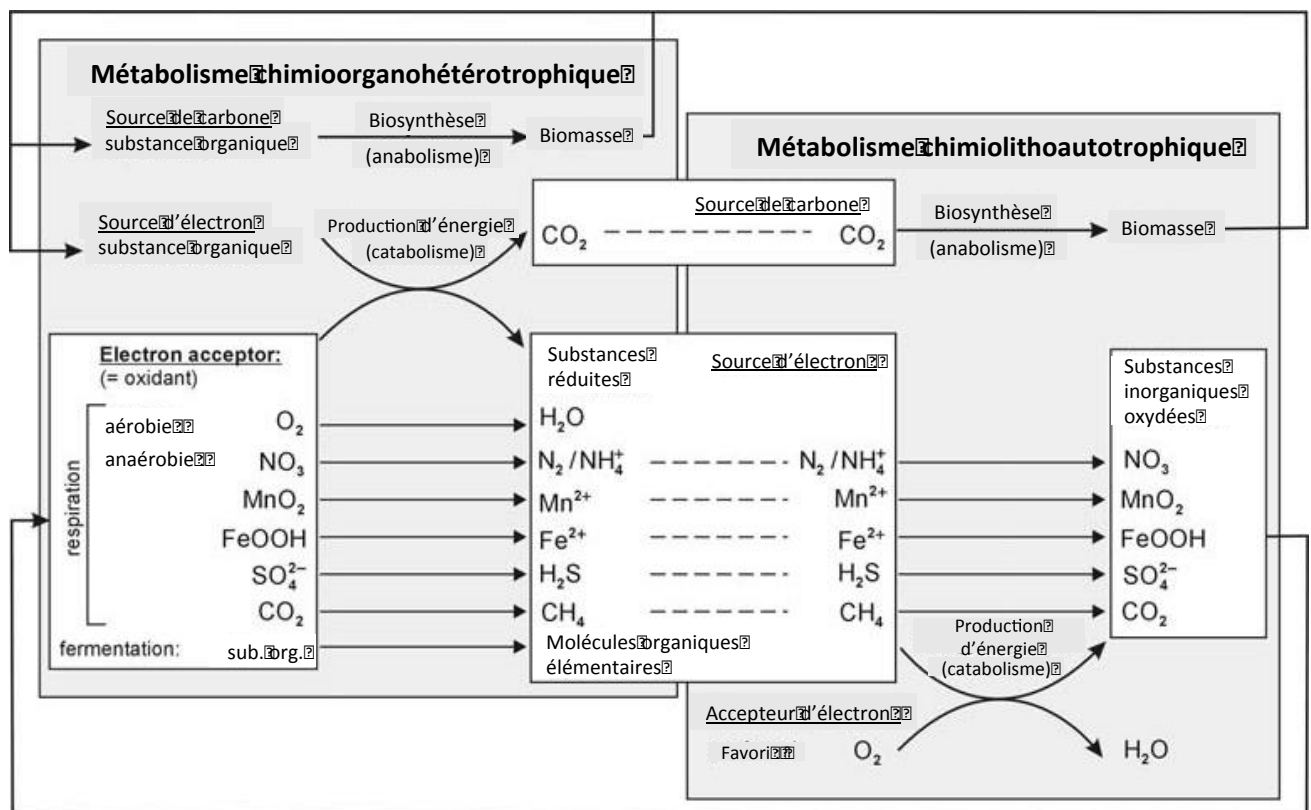 Métabolisme chimioorganohétérotrophique
Source de carbone
substance organique
Biosynthèse
(anabolisme)
Biomasse
Source d'électron
substance organique
Production d'énergie
(catabolisme)
Métabolisme chimiolithoautotrophique
Source de carbone
CO₂
CO₂
Biosynthèse
(anabolisme)
Biomasse
Electron acceptor:
(= oxidant)
respiration
aérobie
O₂
anaérobie
NO₃
MnO₂
FeOOH
SO₄²⁻
CO₂
fermentation:
sub. org.
Substances
réduites
H₂O
N₂ /NH₄⁺
Mn²⁺
Fe²⁺
H₂S
CH₄
Molécules organiques
élémentaires
Source d'électron
N₂ /NH₄⁺
Mn²⁺
Fe²⁺
H₂S
CH₄
Substances
inorganiques
oxydées
NO₃
MnO₂
FeOOH
SO₄²⁻
CO₂
Production
d'énergie
(catabolisme)
Accepteur d'électron
Favori
O₂
H₂O